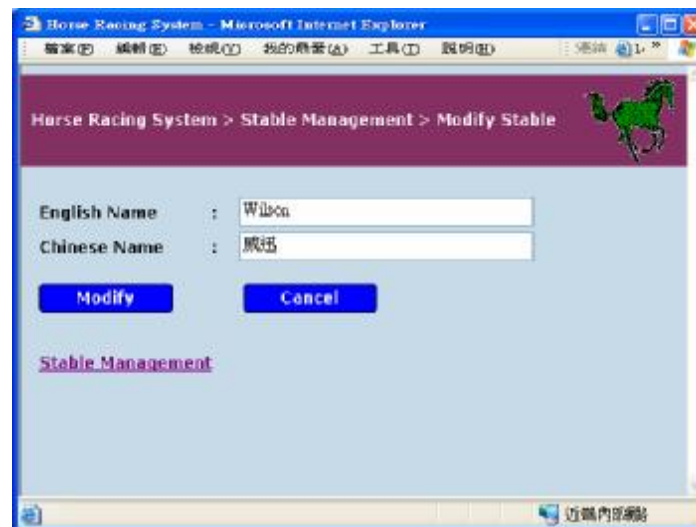 Horse Racing System - Microsoft Internet Explorer
檔案(F) 編輯(E) 檢視(V) 我的最愛(A) 工具(T) 說明(H) 連結 »
Horse Racing System > Stable Management > Modify Stable
English Name : Wilson
Chinese Name : 威迅
Modify Cancel
Stable Management
近端內部網路